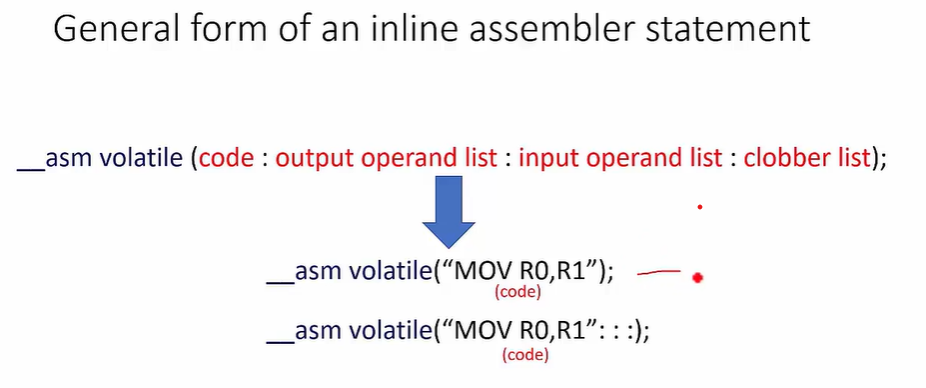 General form of an inline assembler statement
__asm volatile (code : output operand list : input operand list : clobber list);
__asm volatile(“MOV R0,R1”);
(code)
__asm volatile(“MOV R0,R1”: : :);
(code)